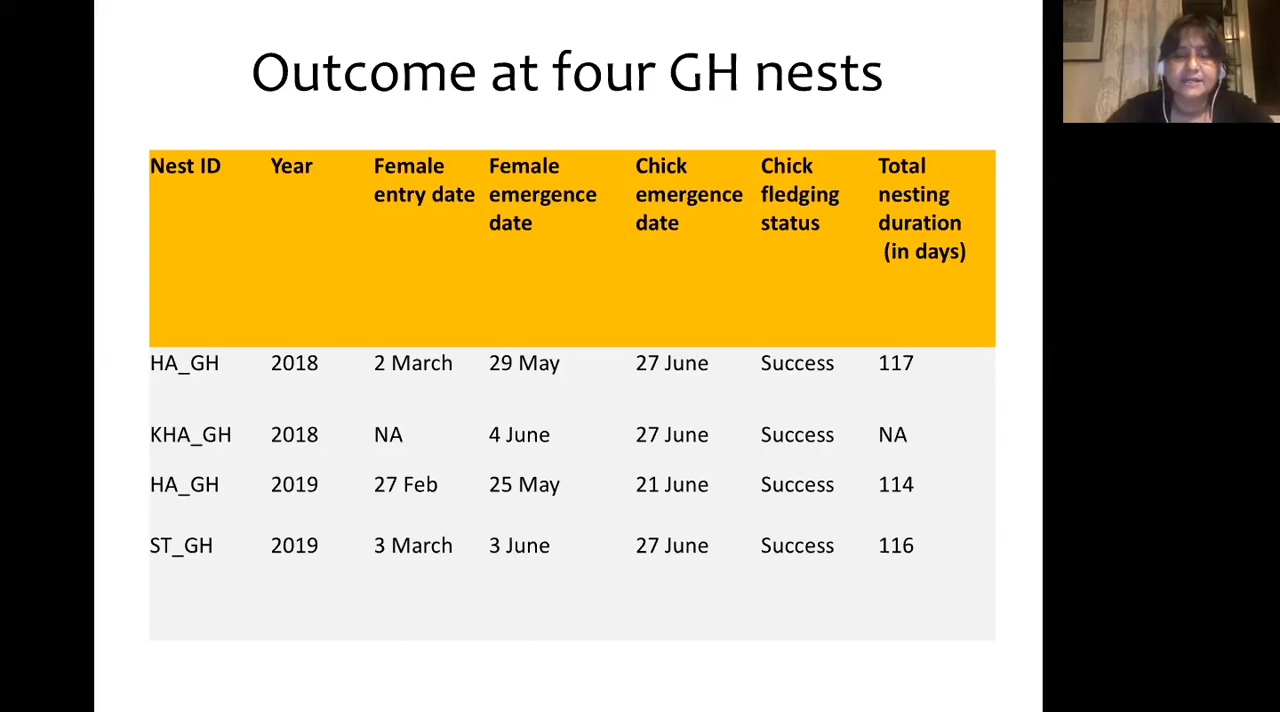 Outcome at four GH nests
Nest ID Year Female entry date Female emergence date Chick emergence date Chick fledging status Total nesting duration (in days)
HA_GH 2018 2 March 29 May 27 June Success 117
KHA_GH 2018 NA 4 June 27 June Success NA
HA_GH 2019 27 Feb 25 May 21 June Success 114
ST_GH 2019 3 March 3 June 27 June Success 116